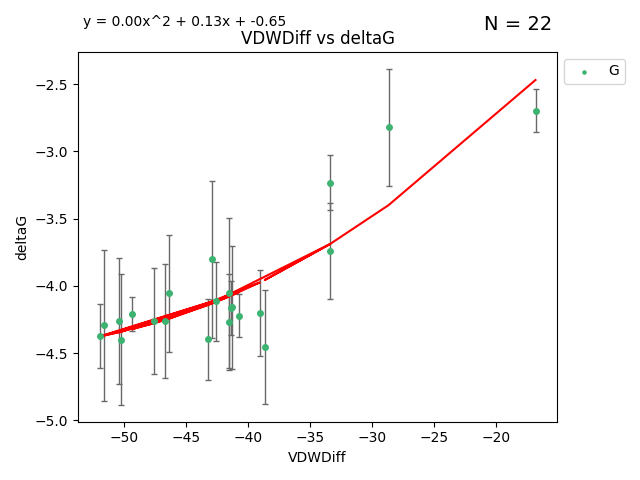 y = 0.00x^2 + 0.13x + -0.65
N = 22
VDWDiff vs deltaG
G
−2.5
−3.0
−3.5
−4.0
−4.5
−5.0
deltaG
−50
−45
−40
−35
−30
−25
−20
VDWDiff